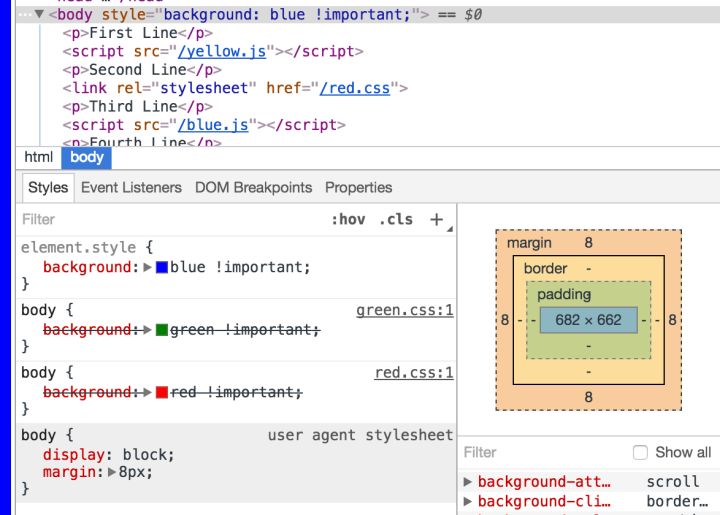 <body style="background: blue !important;"> == $0
<p>First Line</p>
<script src="/yellow.js"></script>
<p>Second Line</p>
<link rel="stylesheet" href="/red.css">
<p>Third Line</p>
<script src="/blue.js"></script>
<p>Fourth Line</p>
html body
Styles Event Listeners DOM Breakpoints Properties
Filter :hov .cls +
element.style {
background: blue !important;
}
body { green.css:1
background: green !important;
}
body { red.css:1
background: red !important;
}
body { user agent stylesheet
display: block;
margin: 8px;
}
margin 8
border -
padding -
8 - - 682 × 662 - - 8
-
-
8
Filter Show all
background-att… scroll
background-cli… border…